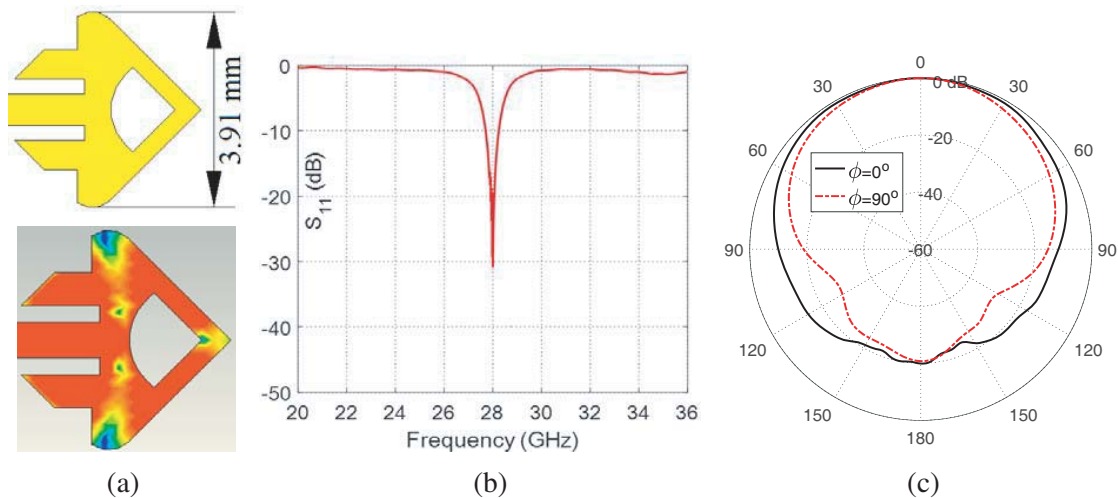 3.91 mm
(a)
S11 (dB)
0
-10
-20
-30
-40
-50
20 22 24 26 28 30 32 34 36
Frequency (GHz)
(b)
0
0 dB
30 30
-20
60 60
ϕ=0°
ϕ=90°
-40
90 -60 90
120 120
150 150
180
(c)